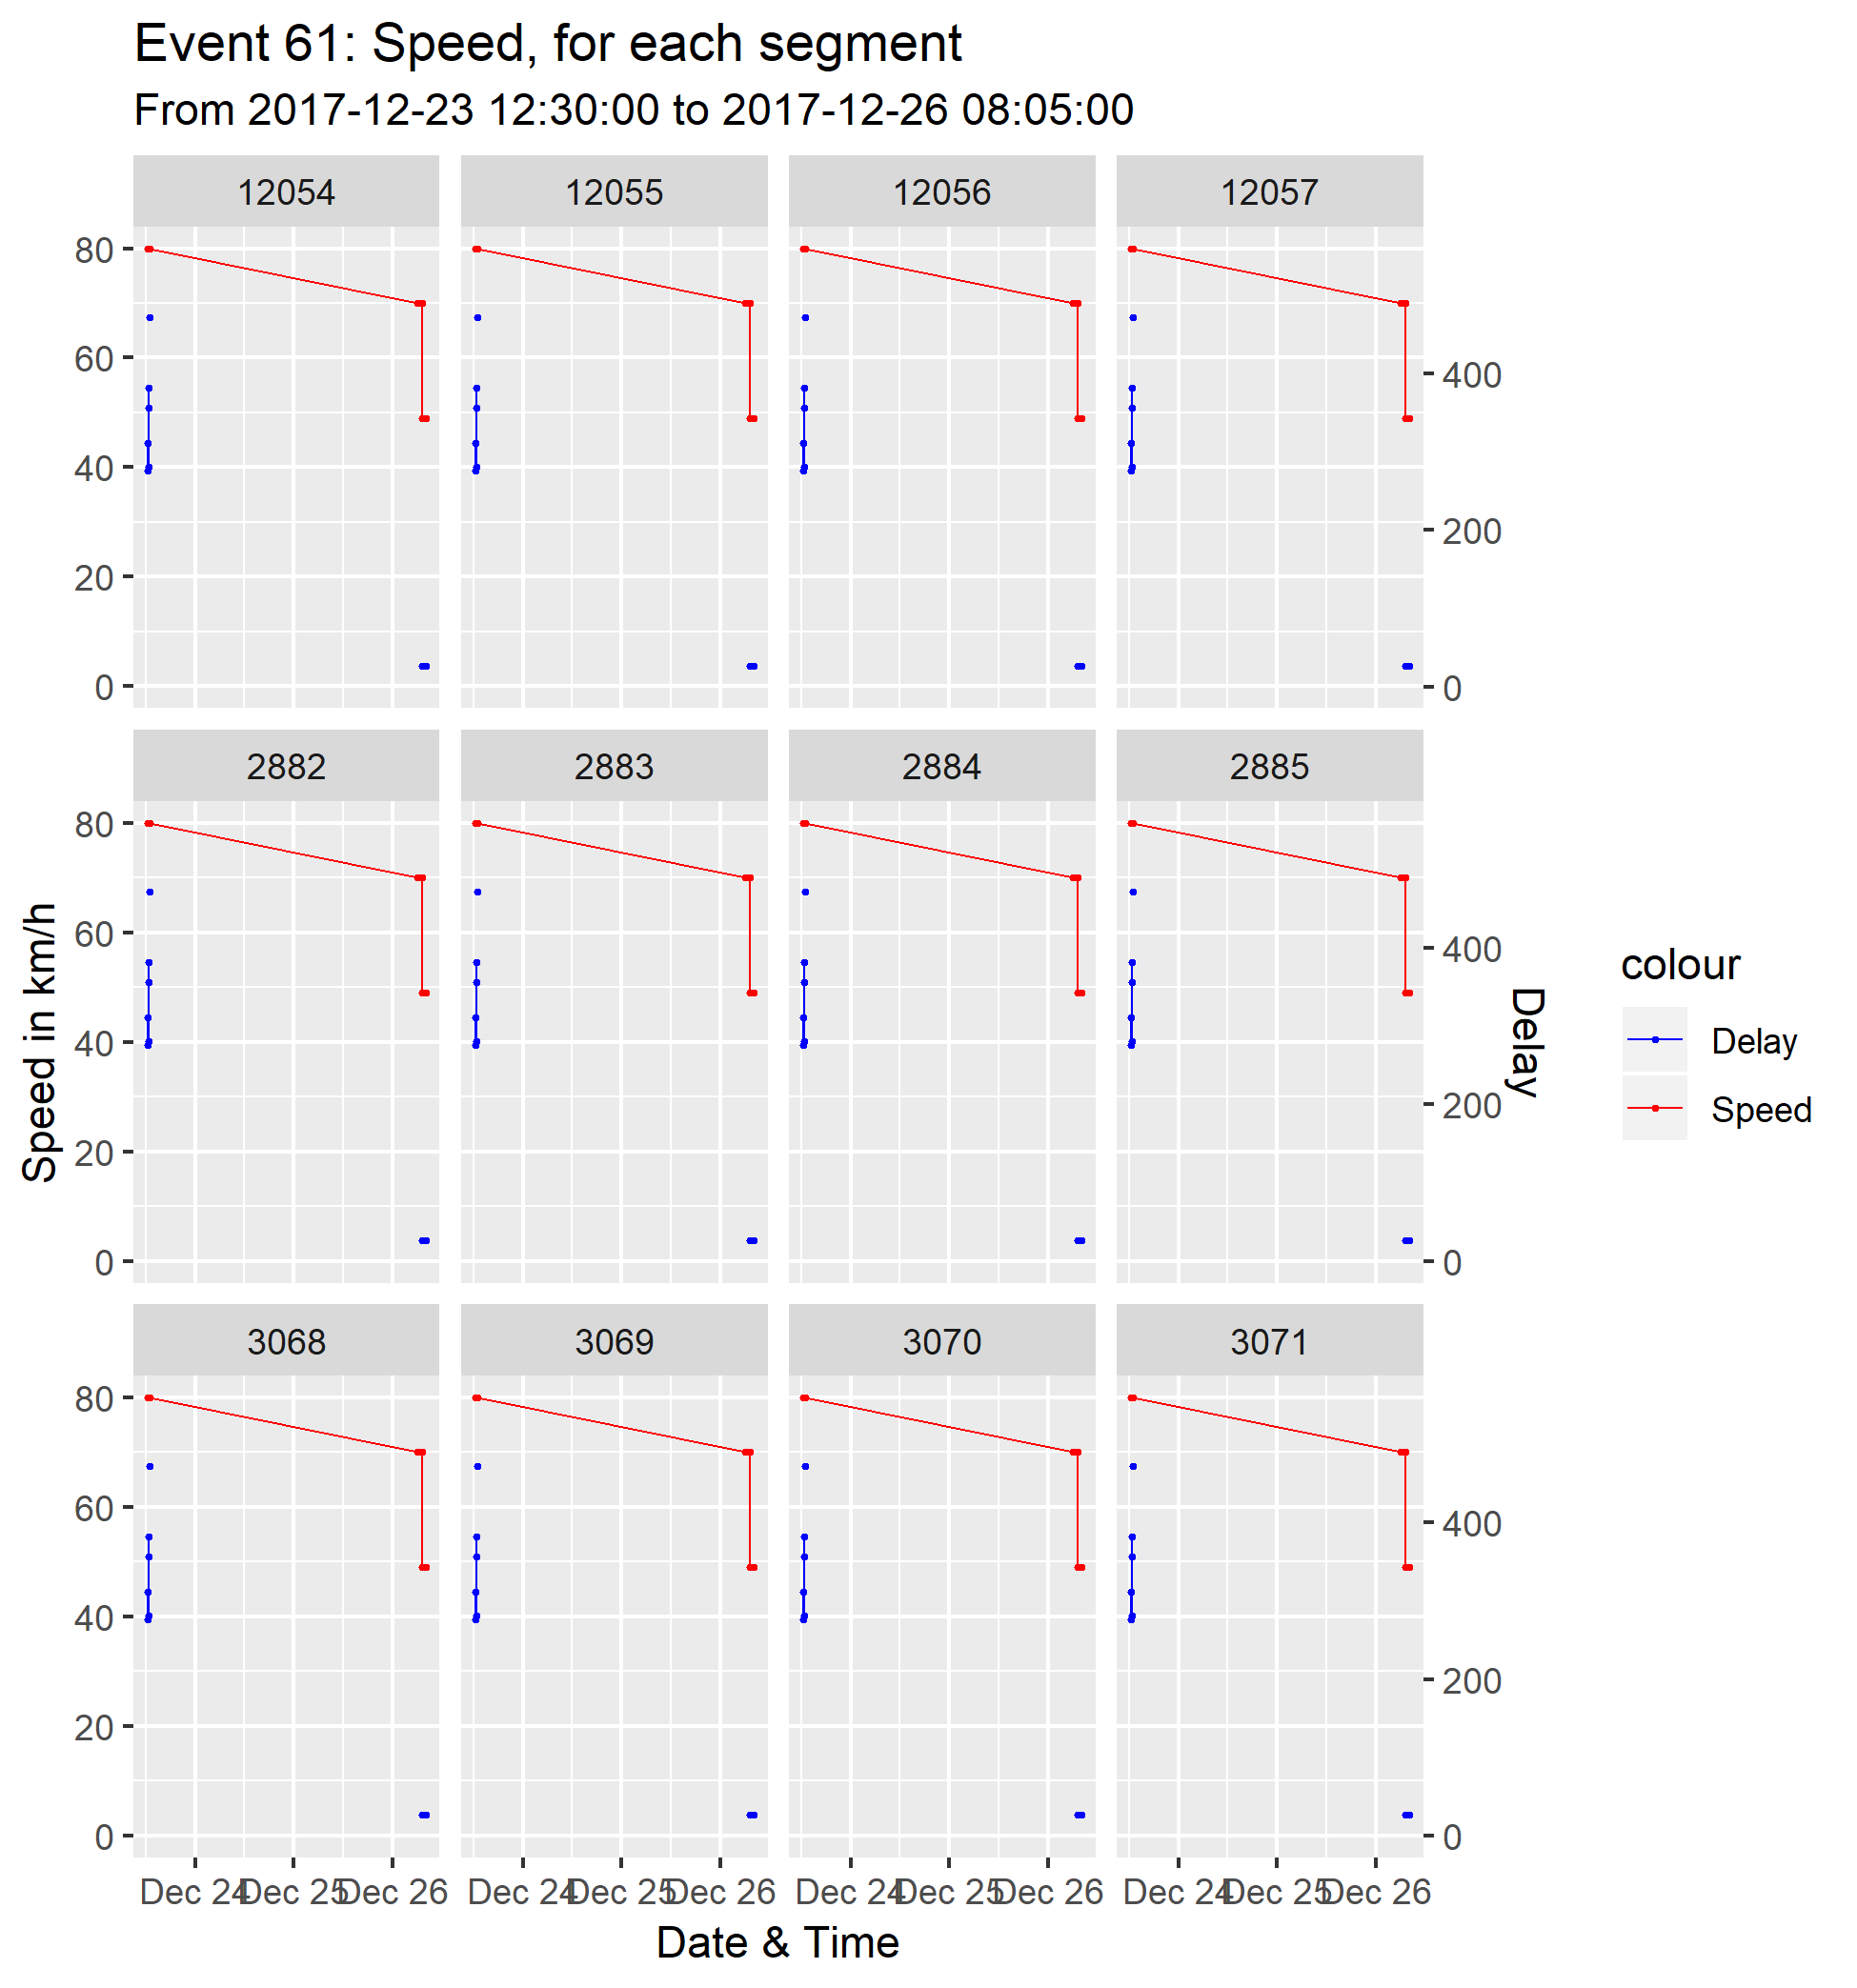 Event 61: Speed, for each segment
From 2017-12-23 12:30:00 to 2017-12-26 08:05:00
12054 12055 12056 12057
80
60
40
20
0
400
200
0
2882 2883 2884 2885
80
60
40
20
0
400
200
0
3068 3069 3070 3071
80
60
40
20
0
400
200
0
Dec 24 Dec 25 Dec 26 Dec 24 Dec 25 Dec 26 Dec 24 Dec 25 Dec 26 Dec 24 Dec 25 Dec 26
Date & Time
Speed in km/h
Delay
colour
Delay
Speed